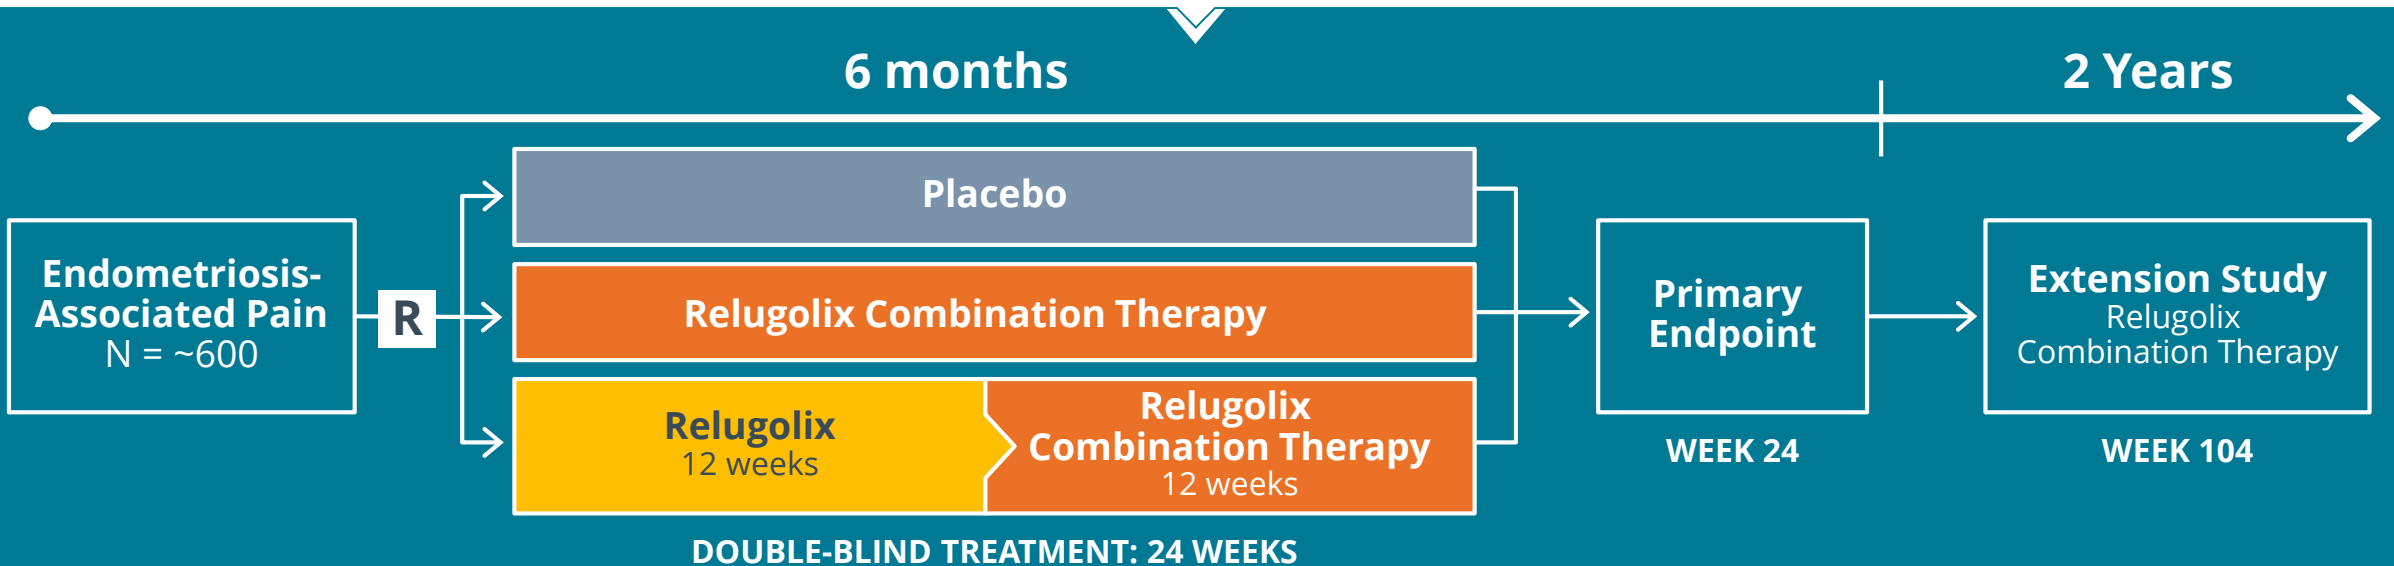 6 months
2 Years
Endometriosis-
Associated Pain
N = ~600
R
Placebo
Relugolix Combination Therapy
Relugolix
12 weeks
Relugolix
Combination Therapy
12 weeks
DOUBLE-BLIND TREATMENT: 24 WEEKS
Primary
Endpoint
WEEK 24
Extension Study
Relugolix
Combination Therapy
WEEK 104